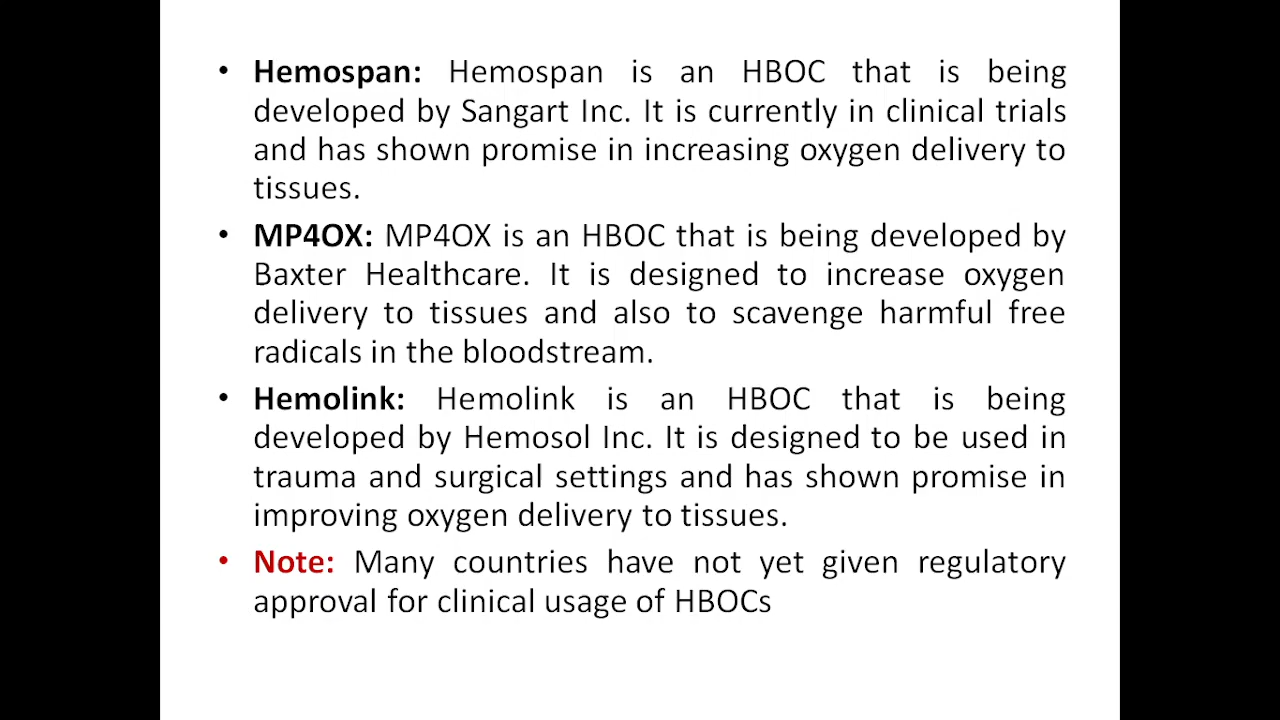 • Hemospan: Hemospan is an HBOC that is being
developed by Sangart Inc. It is currently in clinical trials
and has shown promise in increasing oxygen delivery to
tissues.
• MP4OX: MP4OX is an HBOC that is being developed by
Baxter Healthcare. It is designed to increase oxygen
delivery to tissues and also to scavenge harmful free
radicals in the bloodstream.
• Hemolink: Hemolink is an HBOC that is being
developed by Hemosol Inc. It is designed to be used in
trauma and surgical settings and has shown promise in
improving oxygen delivery to tissues.
• Note: Many countries have not yet given regulatory
approval for clinical usage of HBOCs